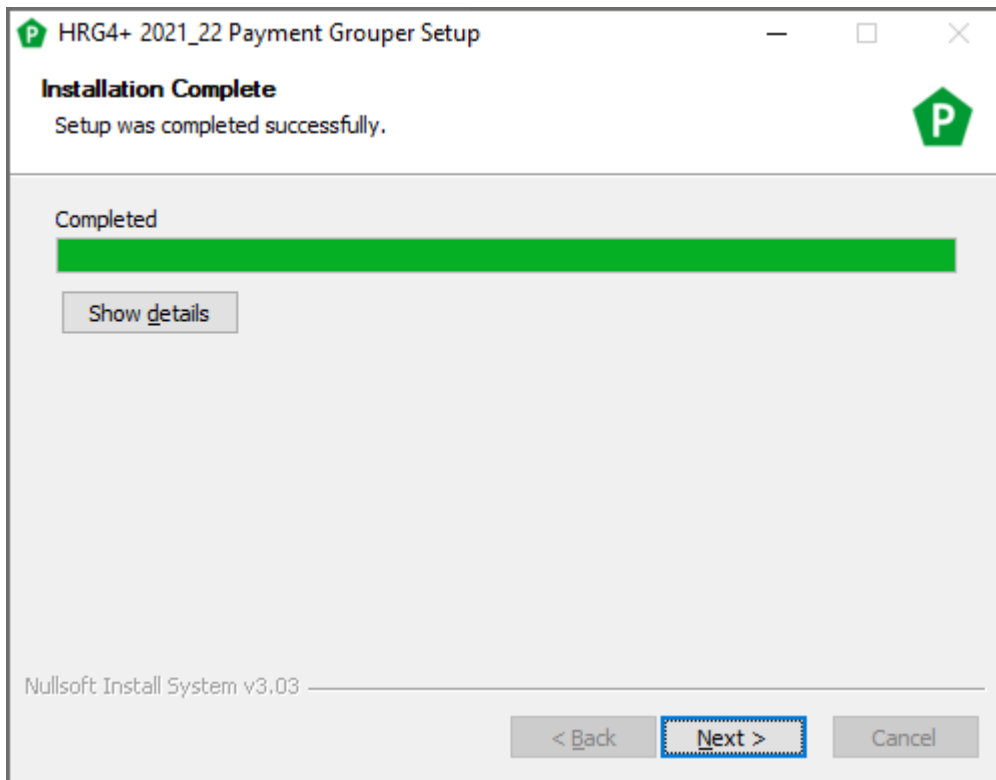 P HRG4+ 2021_22 Payment Grouper Setup
Installation Complete
Setup was completed successfully.
P
Completed
Show details
Nullsoft Install System v3.03
< Back Next > Cancel